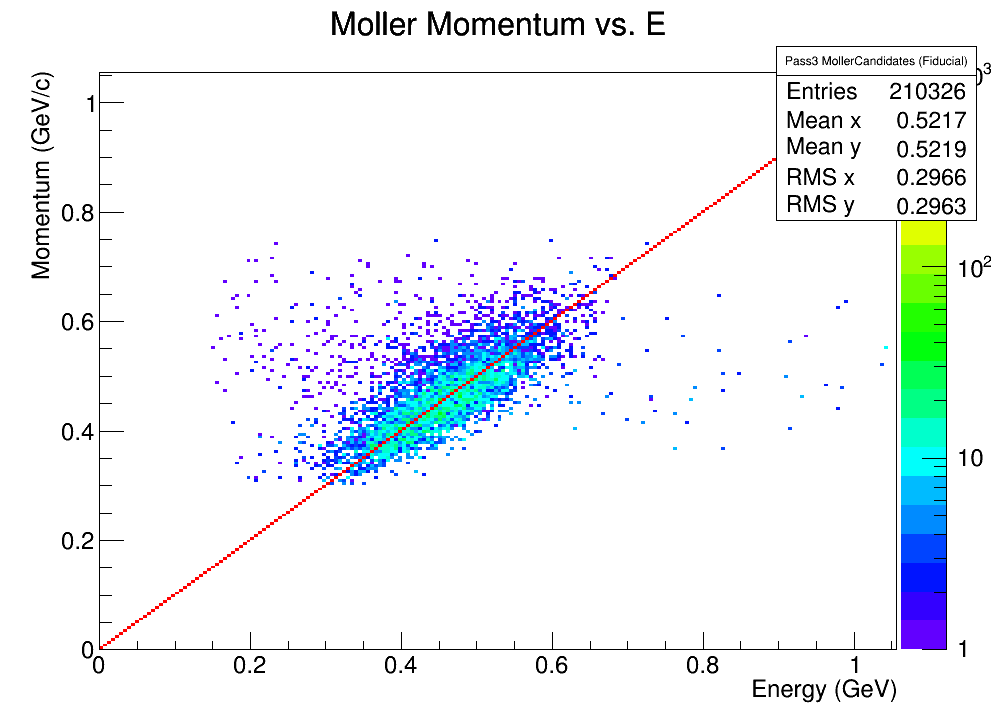 Moller Momentum vs. E
Momentum (GeV/c)
Pass3 MollerCandidates (Fiducial)
Entries 210326
Mean x 0.5217
Mean y 0.5219
RMS x 0.2966
RMS y 0.2963
1
0.8
0.6
0.4
0.2
0
0 0.2 0.4 0.6 0.8 1
Energy (GeV)
10²
10
1